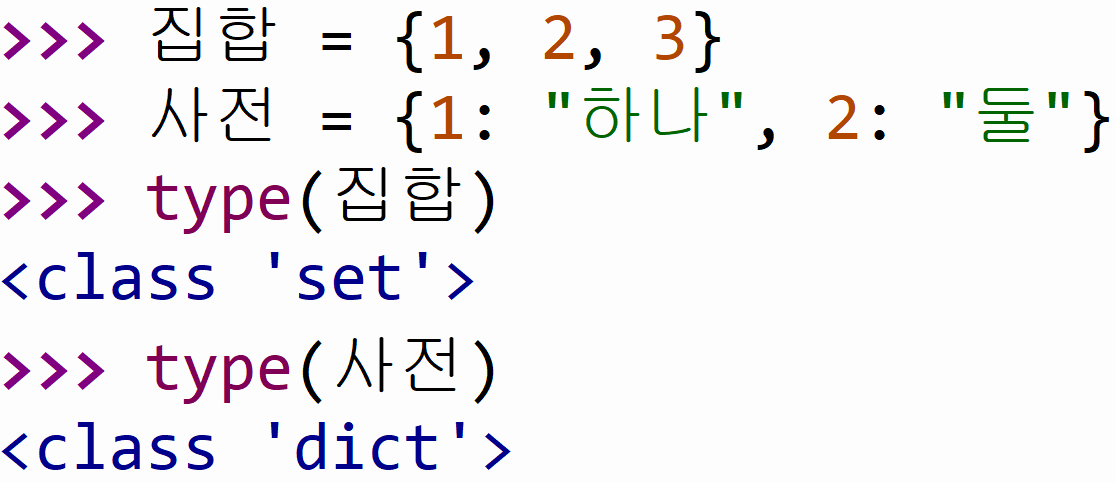 >>> 집합 = {1, 2, 3}
>>> 사전 = {1: "하나", 2: "둘"}
>>> type(집합)
<class 'set'>
>>> type(사전)
<class 'dict'>